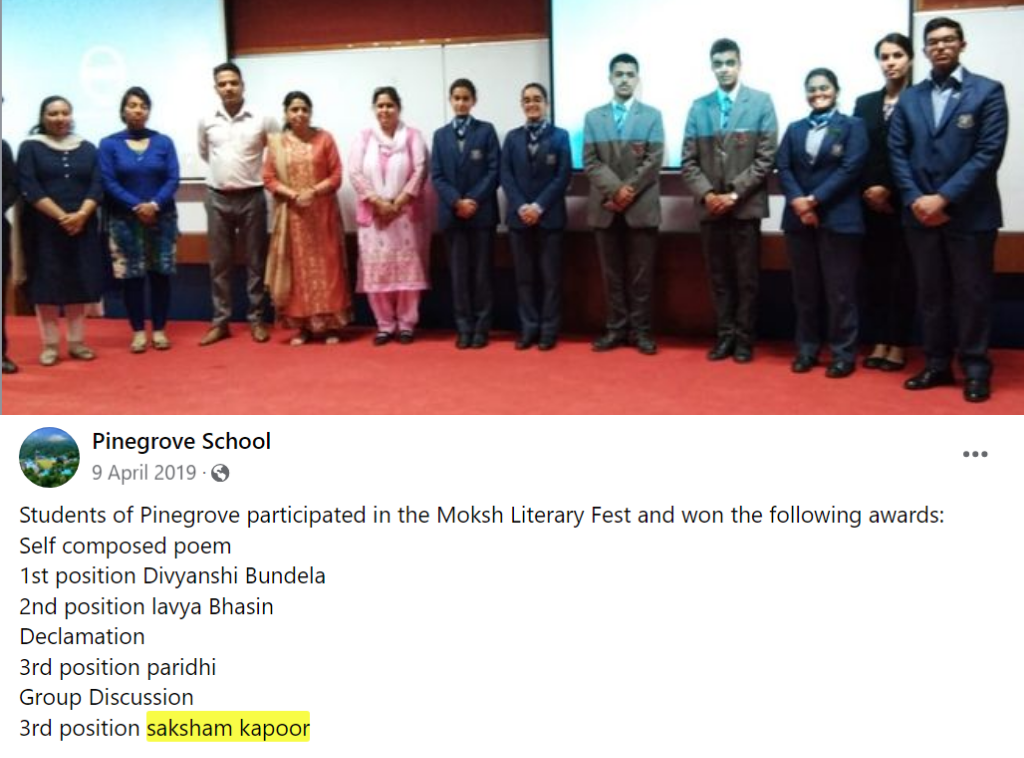 Pinegrove School
9 April 2019 ·
Students of Pinegrove participated in the Moksh Literary Fest and won the following awards:
Self composed poem
1st position Divyanshi Bundela
2nd position lavya Bhasin
Declamation
3rd position paridhi
Group Discussion
3rd position saksham kapoor